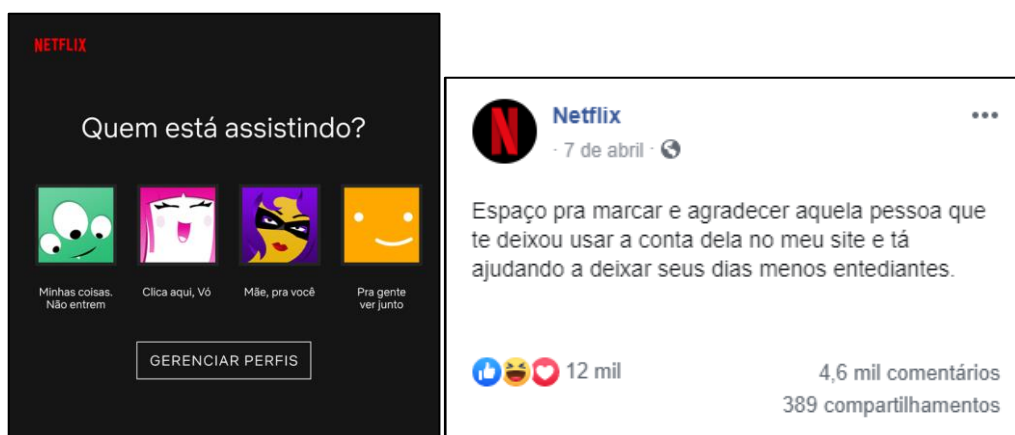 NETFLIX
Quem está assistindo?
Minhas coisas.
Não entrem
Clica aqui, Vó
Mãe, pra você
Pra gente
ver junto
GERENCIAR PERFIS
N
Netflix
· 7 de abril ·
Espaço pra marcar e agradecer aquela pessoa que
te deixou usar a conta dela no meu site e tá
ajudando a deixar seus dias menos entediantes.
12 mil
4,6 mil comentários
389 compartilhamentos